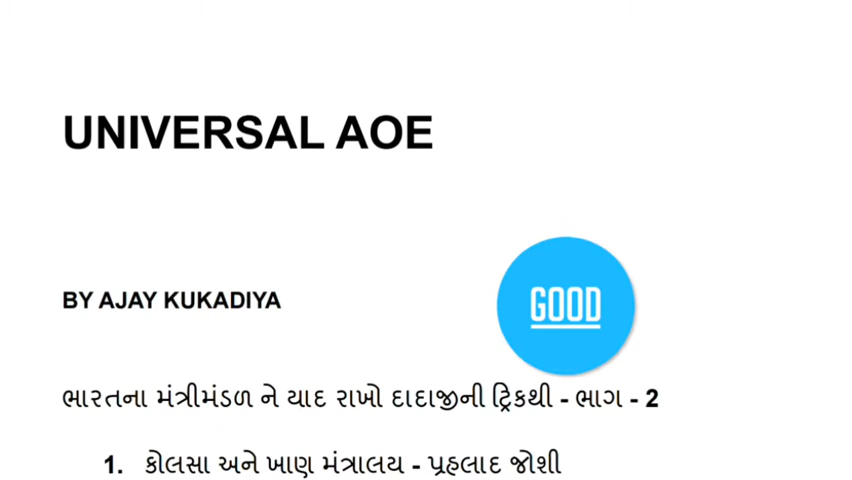 UNIVERSAL AOE
BY AJAY KUKADIYA
GOOD
ભારતના મંત્રીમંડળ ને યાદ રાખો દાદાજીની ટ્રિકથી - ભાગ - 2
1. કોલસા અને ખાણ મંત્રાલય - પ્રહલાદ જોશી